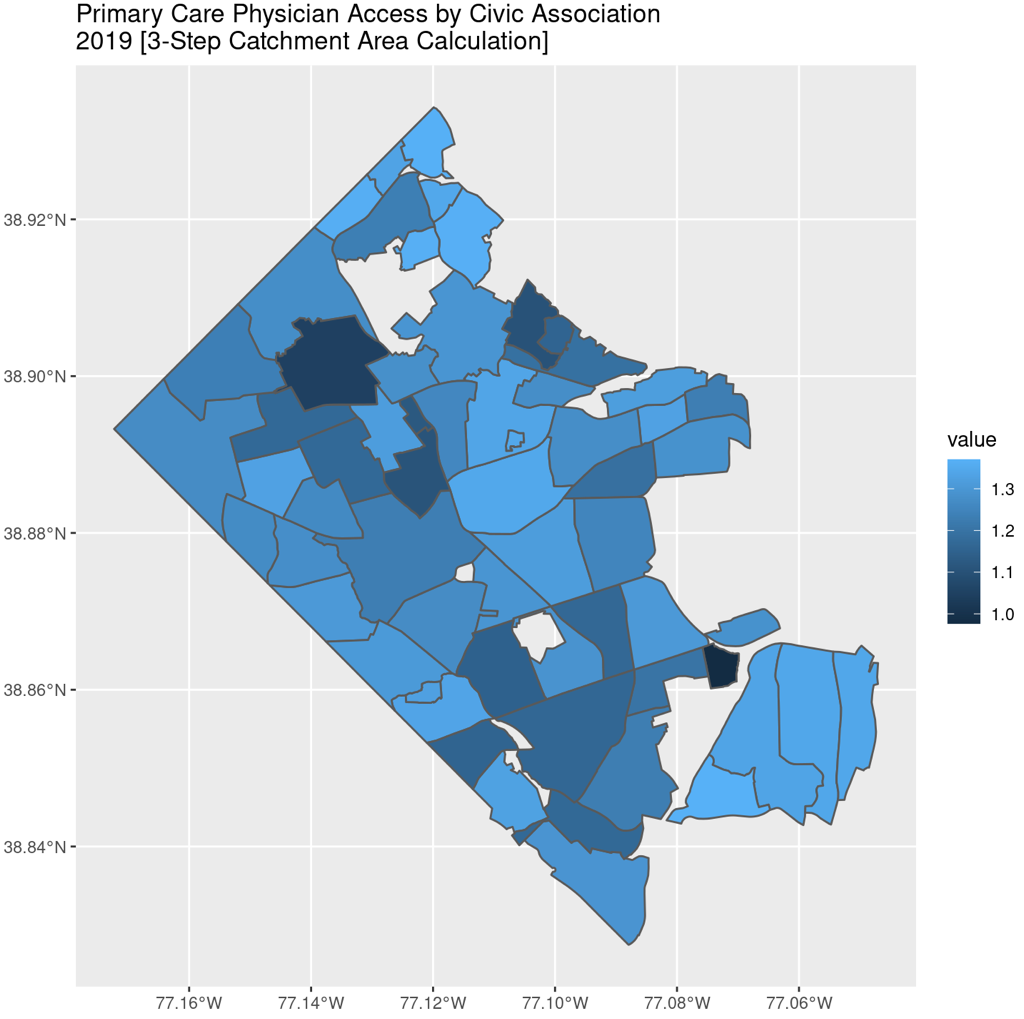 Primary Care Physician Access by Civic Association
2019 [3-Step Catchment Area Calculation]
38.92°N
38.90°N
38.88°N
38.86°N
38.84°N
77.16°W
77.14°W
77.12°W
77.10°W
77.08°W
77.06°W
value
1.3
1.2
1.1
1.0